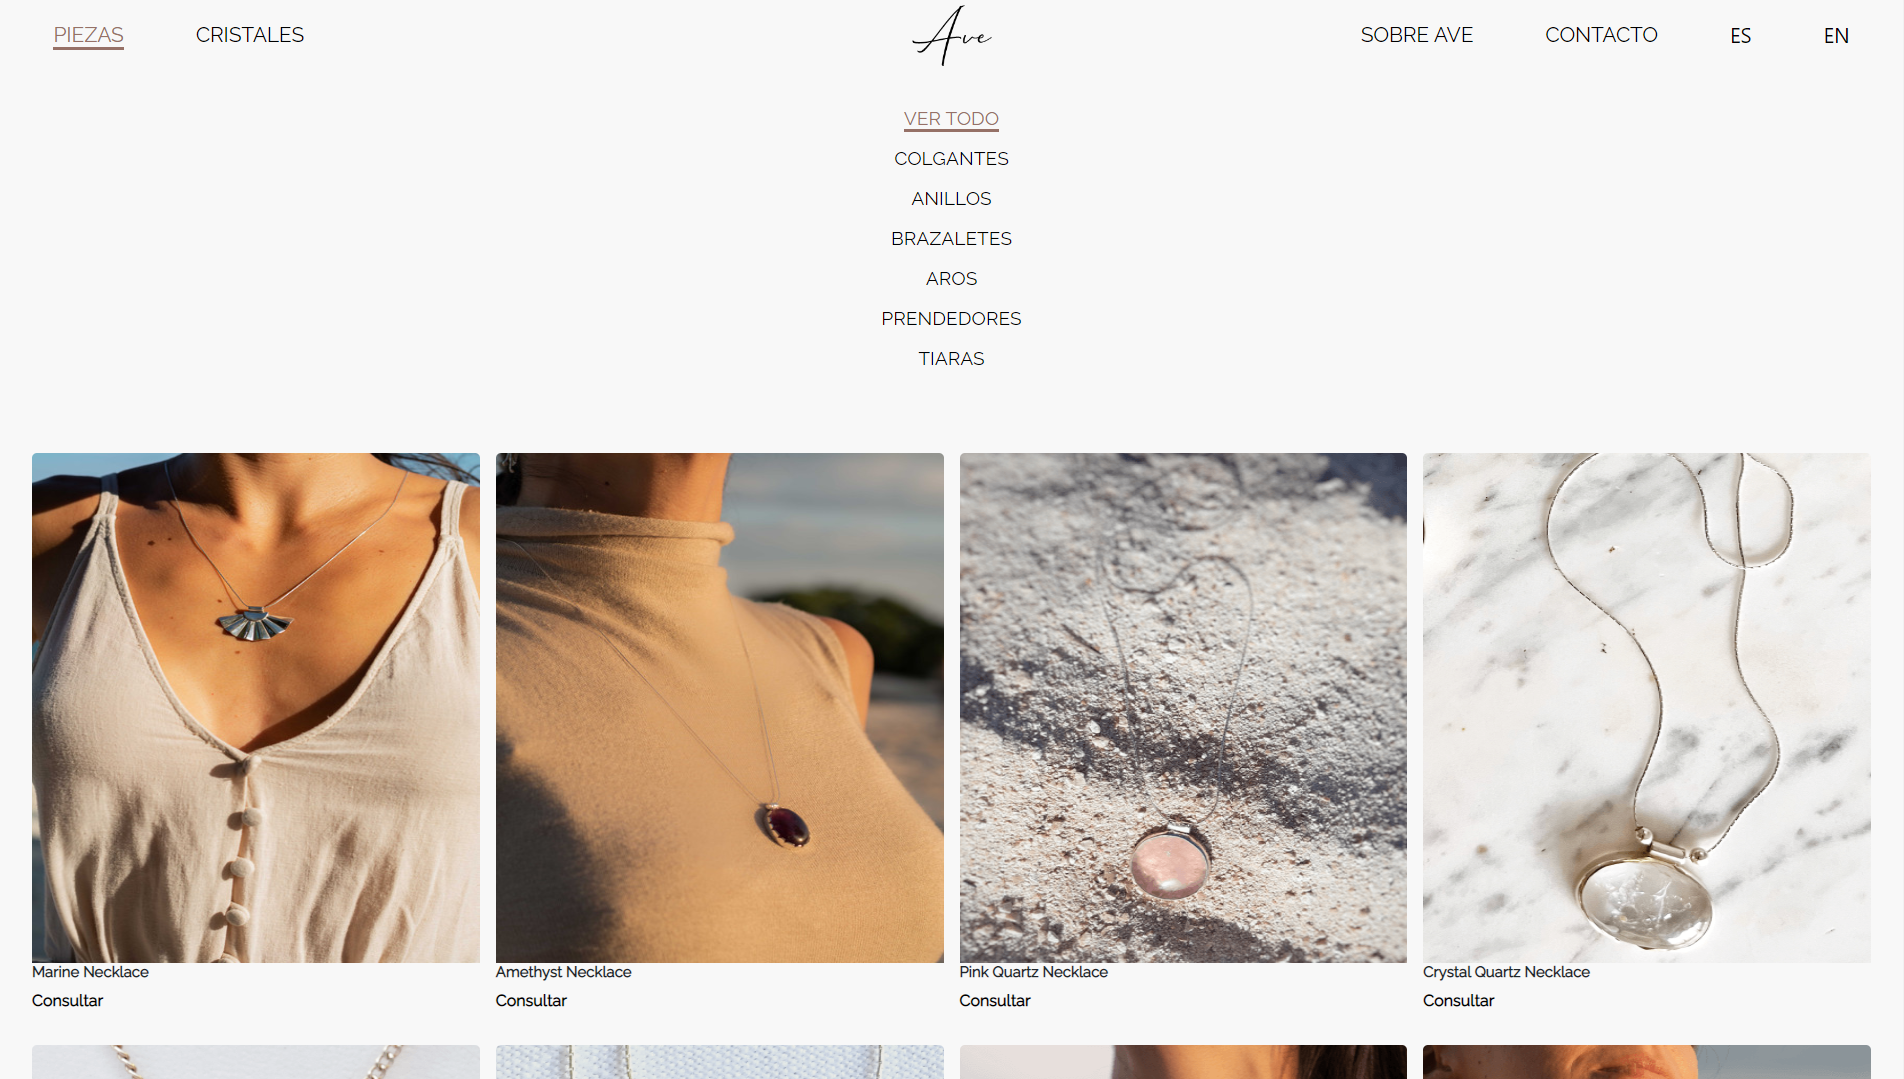 PIEZAS CRISTALES Ave SOBRE AVE CONTACTO ES EN
VER TODO
COLGANTES
ANILLOS
BRAZALETES
AROS
PRENDEDORES
TIARAS
Marine Necklace
Consultar
Amethyst Necklace
Consultar
Pink Quartz Necklace
Consultar
Crystal Quartz Necklace
Consultar